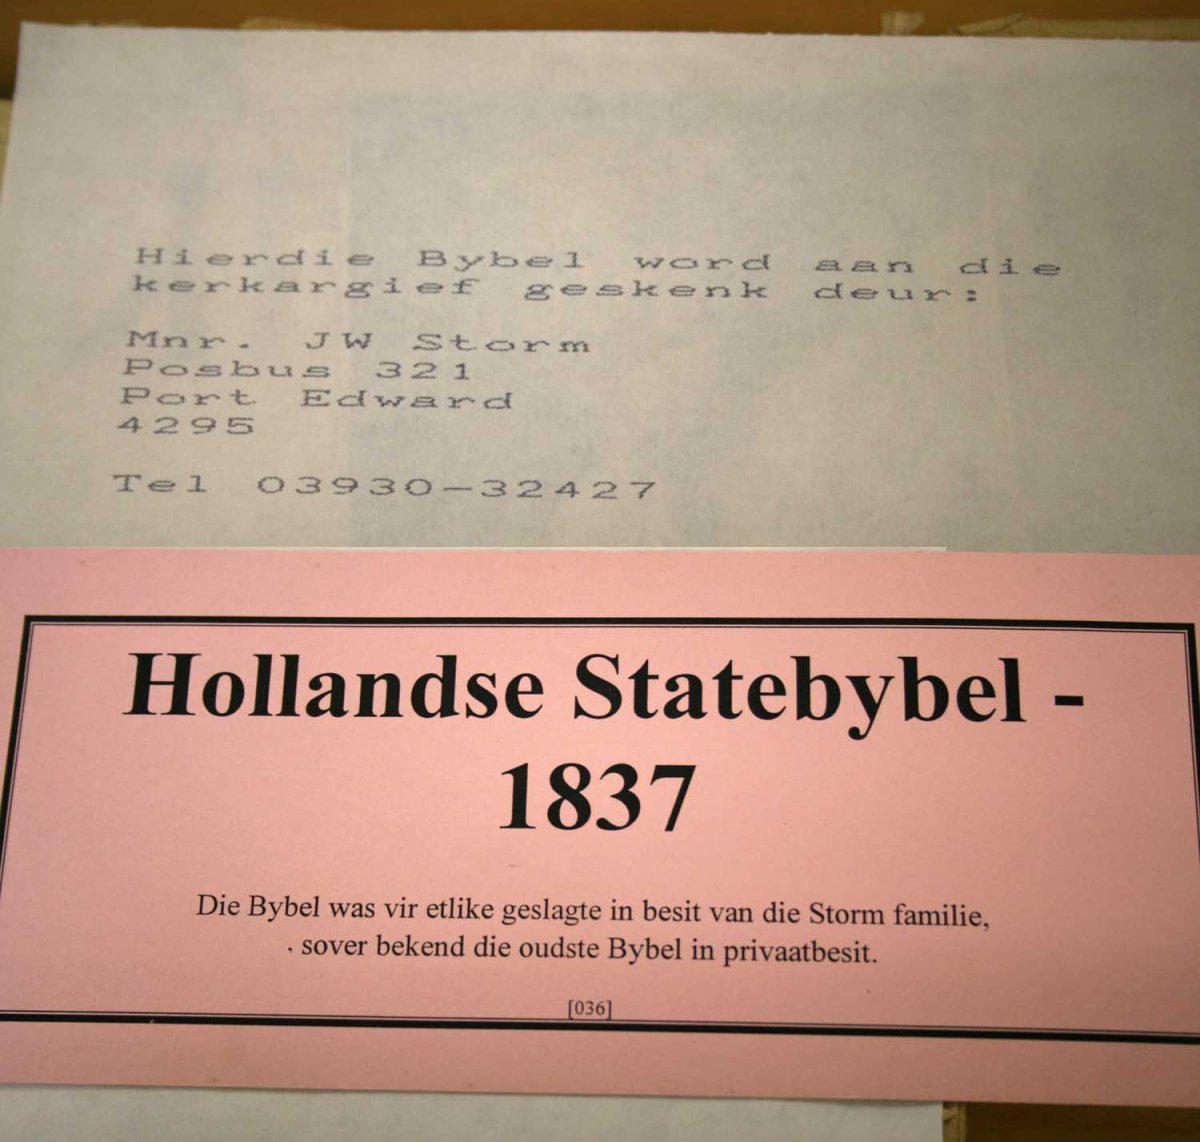 Hierdie Bybel word aan die
kerkargief geskenk deur:
Mnr. JW Storm
Posbus 321
Port Edward
4295
Tel 03930-32427
Hollandse Statebybel -
1837
Die Bybel was vir etlike geslagte in besit van die Storm familie,
sover bekend die oudste Bybel in privaatbesit.
[036]